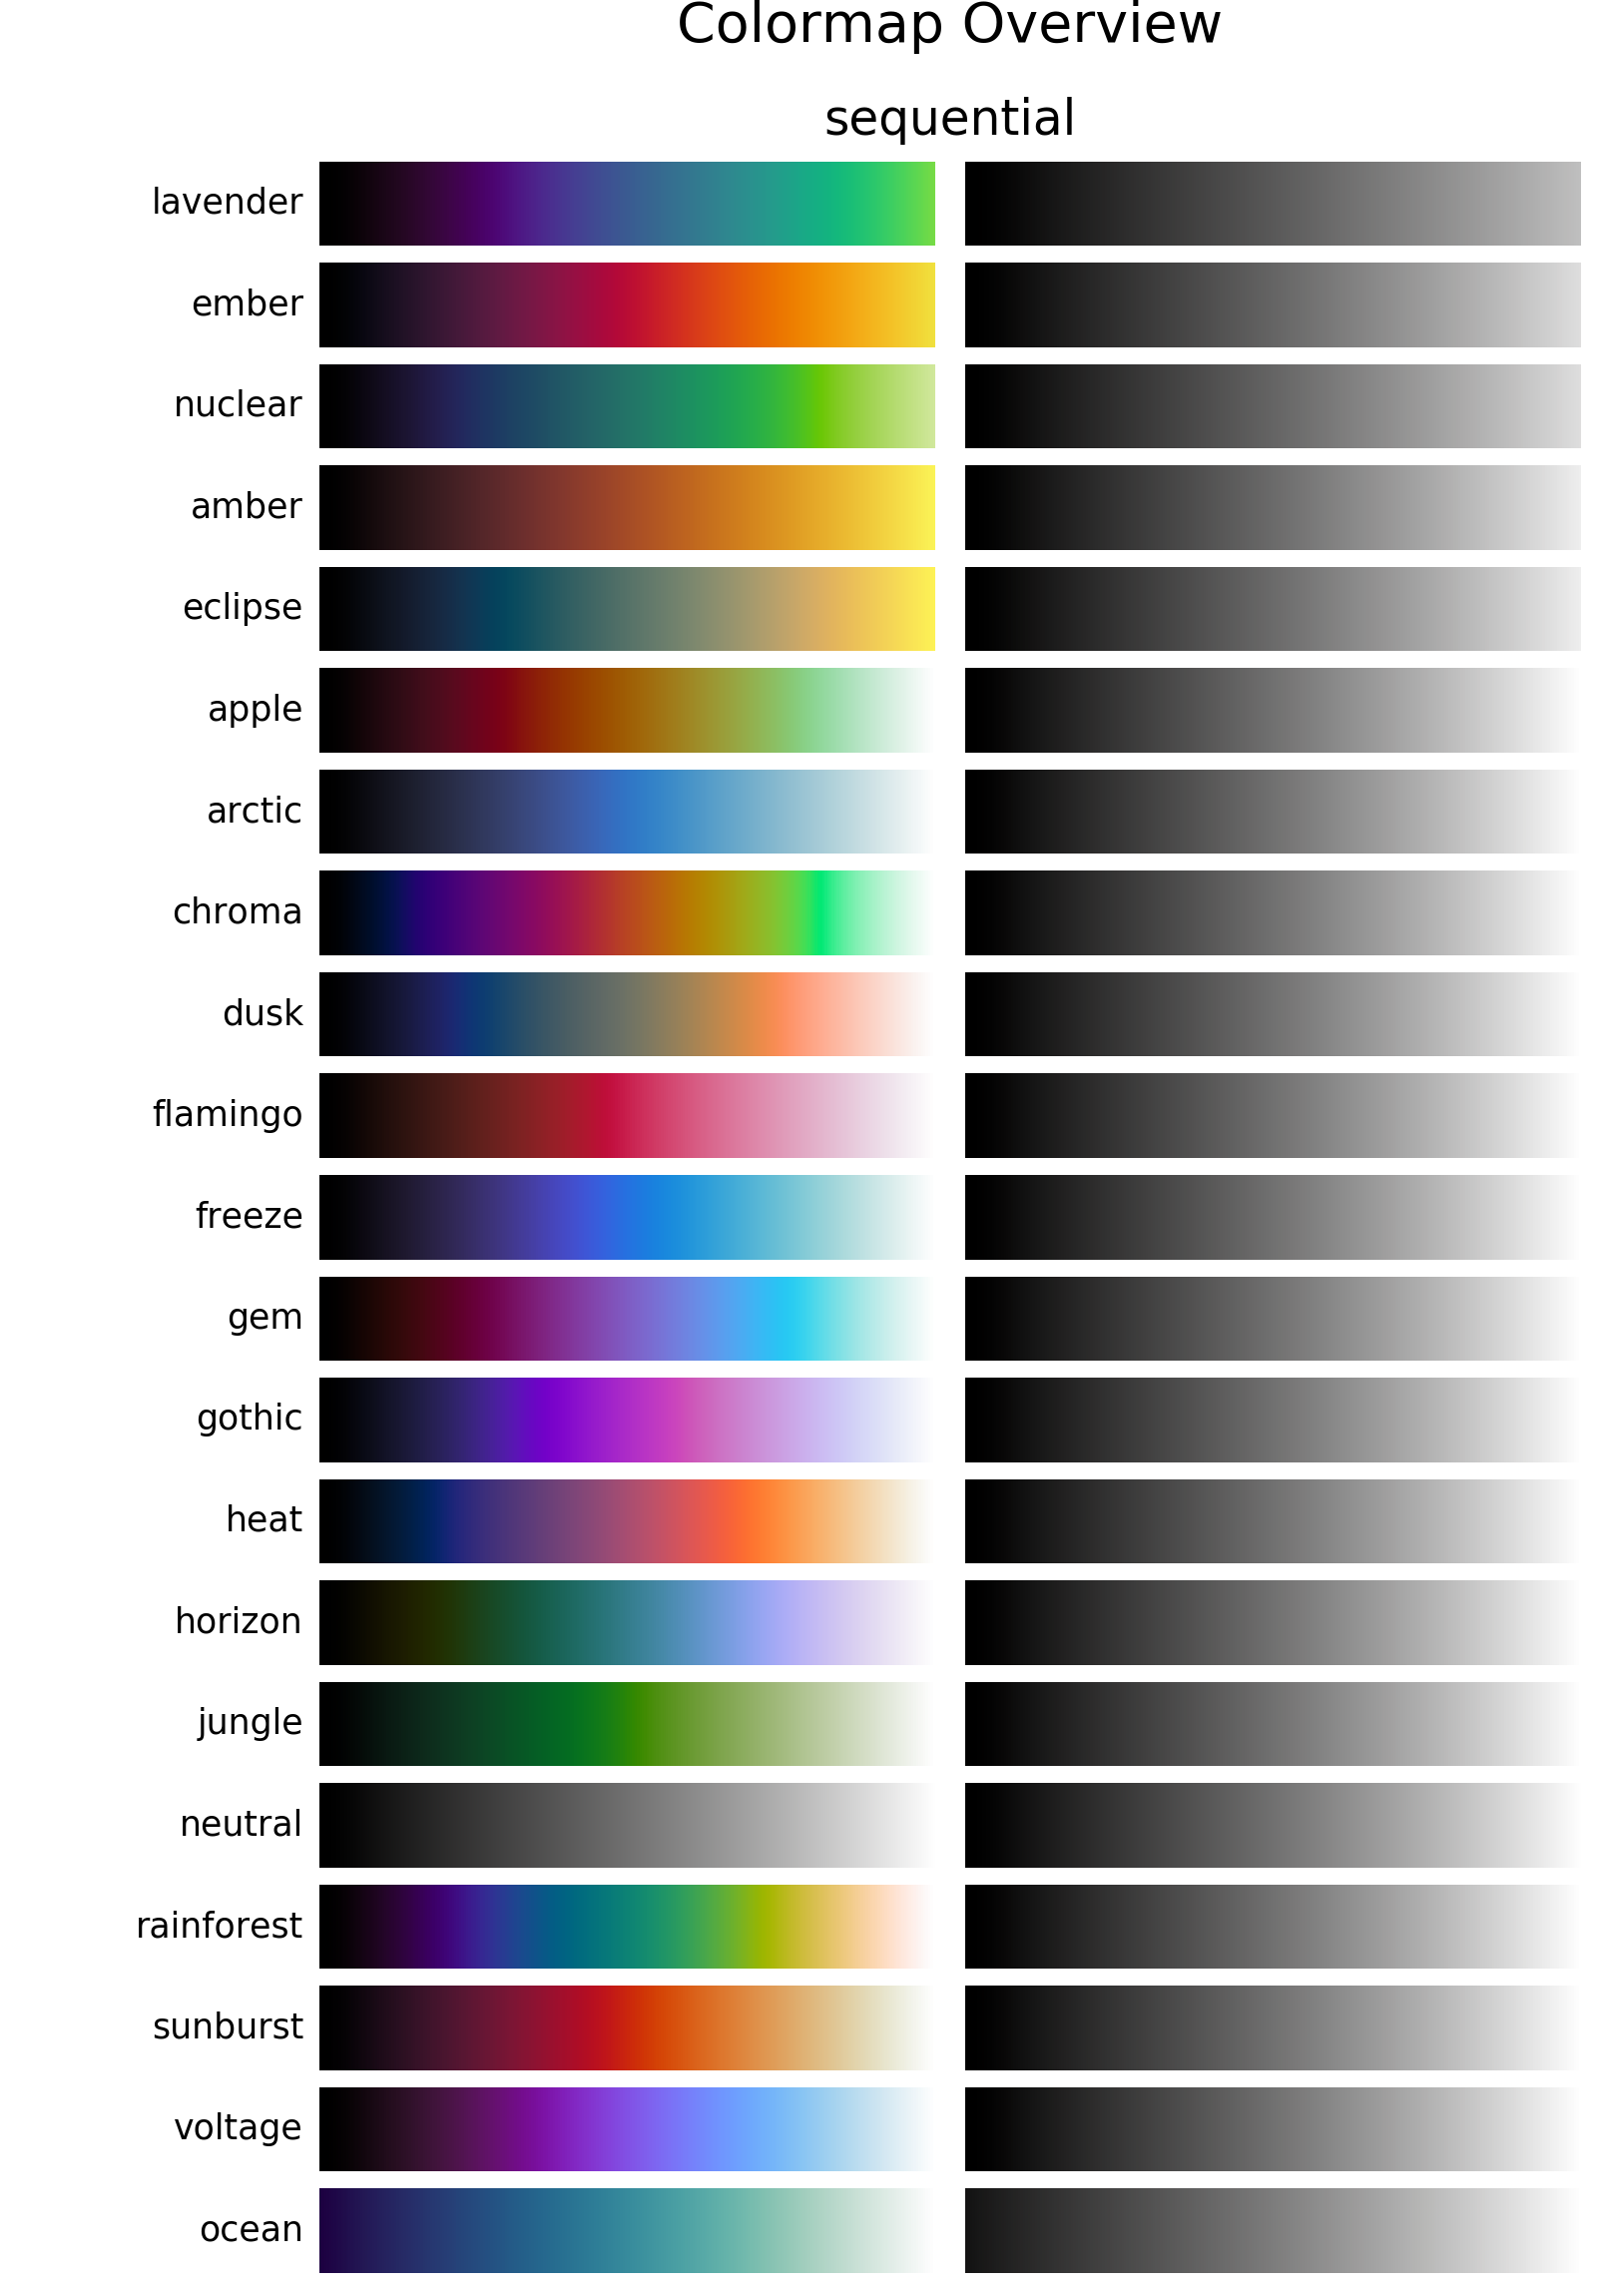 Colormap Overview
sequential
lavender
ember
nuclear
amber
eclipse
apple
arctic
chroma
dusk
flamingo
freeze
gem
gothic
heat
horizon
jungle
neutral
rainforest
sunburst
voltage
ocean